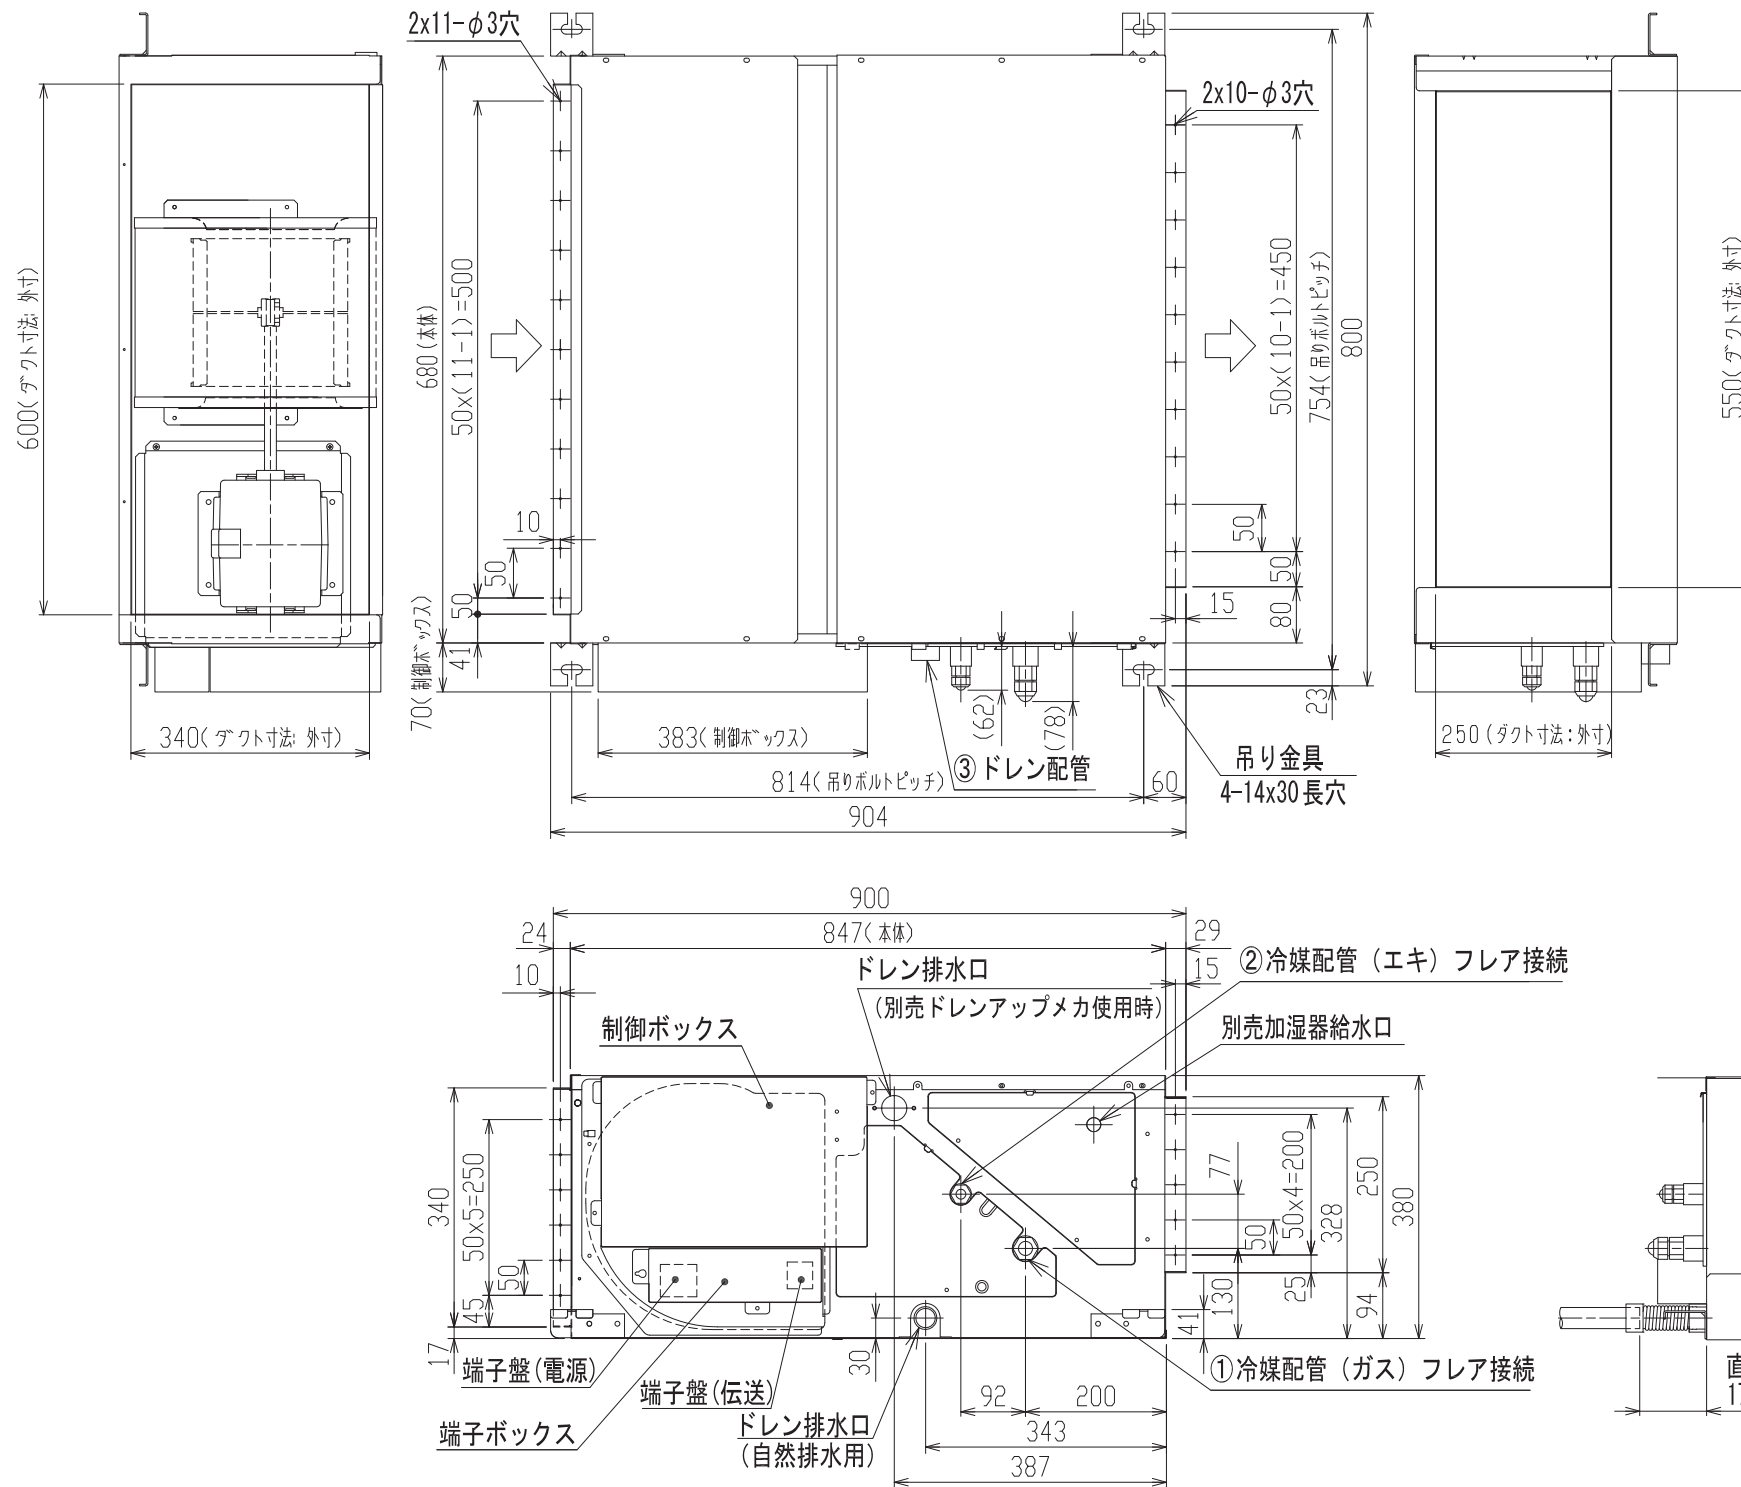 2x11-φ3穴
2x10-φ3穴
600(ダクト寸法:外寸)
680(本体)
50x(11-1)=500
50x(10-1)=450
754(吊りボルトピッチ)
800
550(ダクト寸法:外寸)
10
50
50
41
70(制御ボックス)
50
50
80
15
23
340(ダクト寸法:外寸)
383(制御ボックス)
(62)
(78)
③ドレン配管
814(吊りボルトピッチ)
60
904
吊り金具
4-14x30長穴
250(ダクト寸法:外寸)
900
24
847(本体)
29
10
15
ドレン排水口
(別売ドレンアップメカ使用時)
②冷媒配管(エキ)フレア接続
制御ボックス
別売加湿器給水口
340
50x5=250
50
45
17
77
50
50x4=200
328
250
380
130
25
94
41
30
端子盤(電源)
端子盤(伝送)
端子ボックス
ドレン排水口
(自然排水用)
①冷媒配管(ガス)フレア接続
92
200
343
387